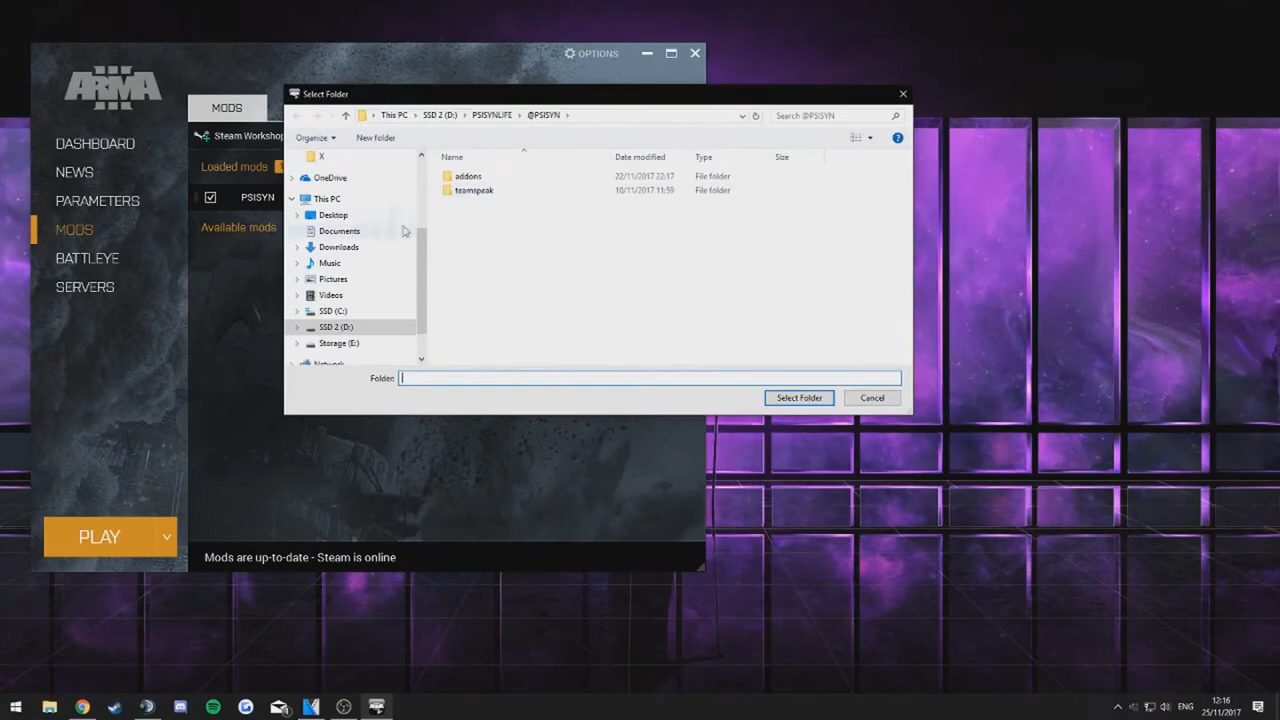 OPTIONS
ARMA III
MODS
Steam Worksho
Loaded mods
PSISYN
Available mods
DASHBOARD
NEWS
PARAMETERS
MODS
BATTLEYE
SERVERS
PLAY
Mods are up-to-date - Steam is online
Select Folder
This PC > SSD 2 (D:) > PSISYNLIFE > @PSISYN >
Search @PSISYN
Organize
New folder
X
OneDrive
This PC
Desktop
Documents
Downloads
Music
Pictures
Videos
SSD (C:)
SSD 2 (D:)
Storage (E:)
Network
Name Date modified Type Size
addons 22/11/2017 22:17 File folder
teamspeak 10/11/2017 11:59 File folder
Folder:
Select Folder
Cancel
ENG
12:16
25/11/2017